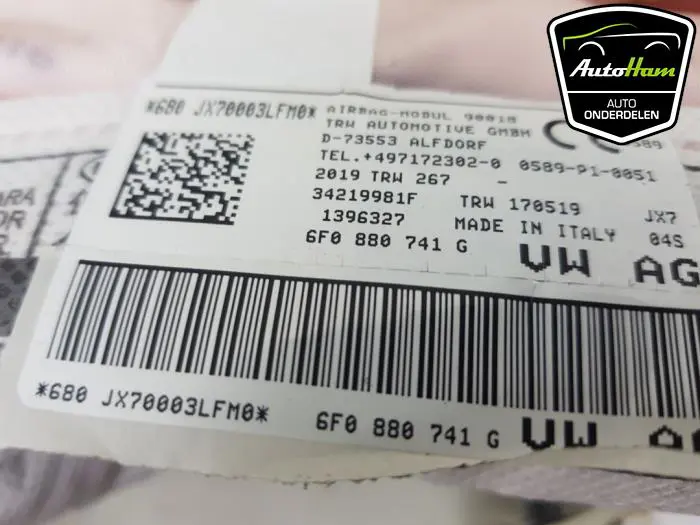 AutoHam
AUTO
ONDERDELEN
*680 JX70003LFM0* AIRBAG-MODUL 90018
TRW AUTOMOTIVE GMBH
D-73553 ALFDORF
TEL.+497172302-0 0589-P1-0051
2019 TRW 267 -
34219981F TRW 170519 JX7
1396327 MADE IN ITALY 04S
6F0 880 741 G VW AG
*680 JX70003LFM0* 6F0 880 741 G VW